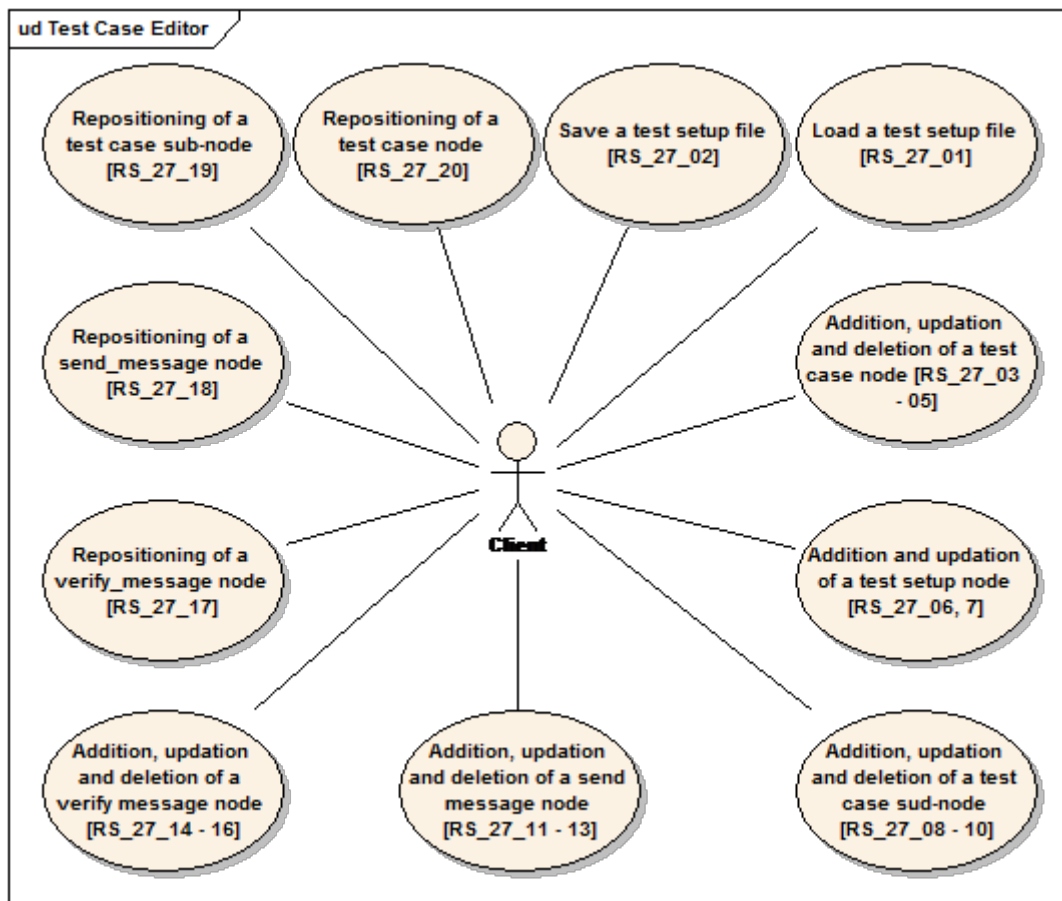 ud Test Case Editor
Repositioning of a
test case sub-node
[RS_27_19]
Repositioning of a
test case node
[RS_27_20]
Save a test setup file
[RS_27_02]
Load a test setup file
[RS_27_01]
Repositioning of a
send_message node
[RS_27_18]
Addition, updation
and deletion of a test
case node [RS_27_03
- 05]
Client
Repositioning of a
verify_message node
[RS_27_17]
Addition and updation
of a test setup node
[RS_27_06, 7]
Addition, updation
and deletion of a
verify message node
[RS_27_14 - 16]
Addition, updation
and deletion of a send
message node
[RS_27_11 - 13]
Addition, updation
and deletion of a test
case sud-node
[RS_27_08 - 10]